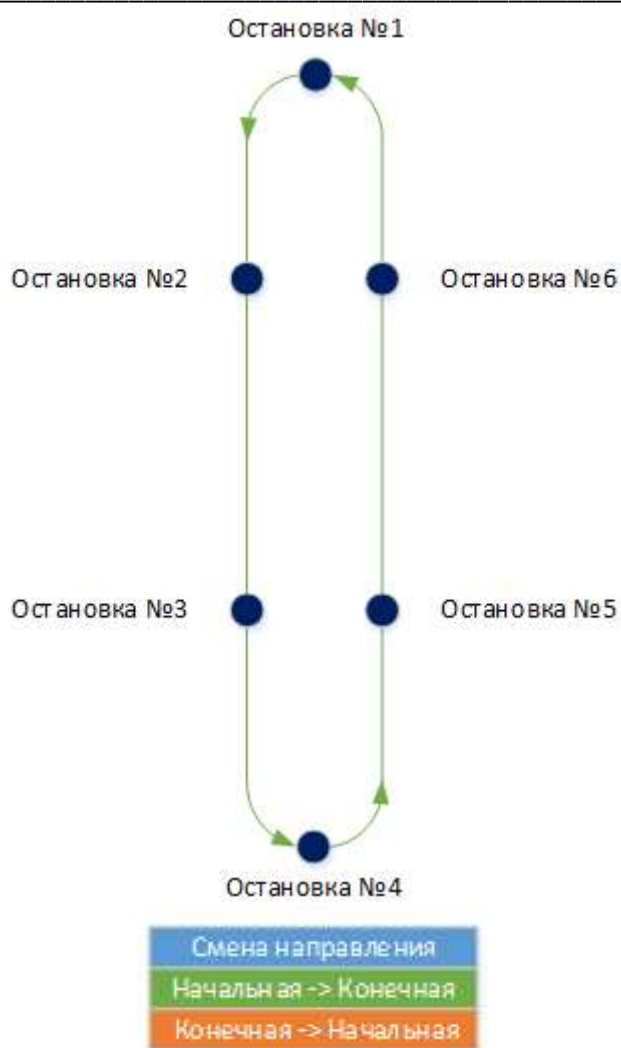 Остановка №1
Остановка №2
Остановка №6
Остановка №3
Остановка №5
Остановка №4
Смена направления
Начальная -> Конечная
Конечная -> Начальная